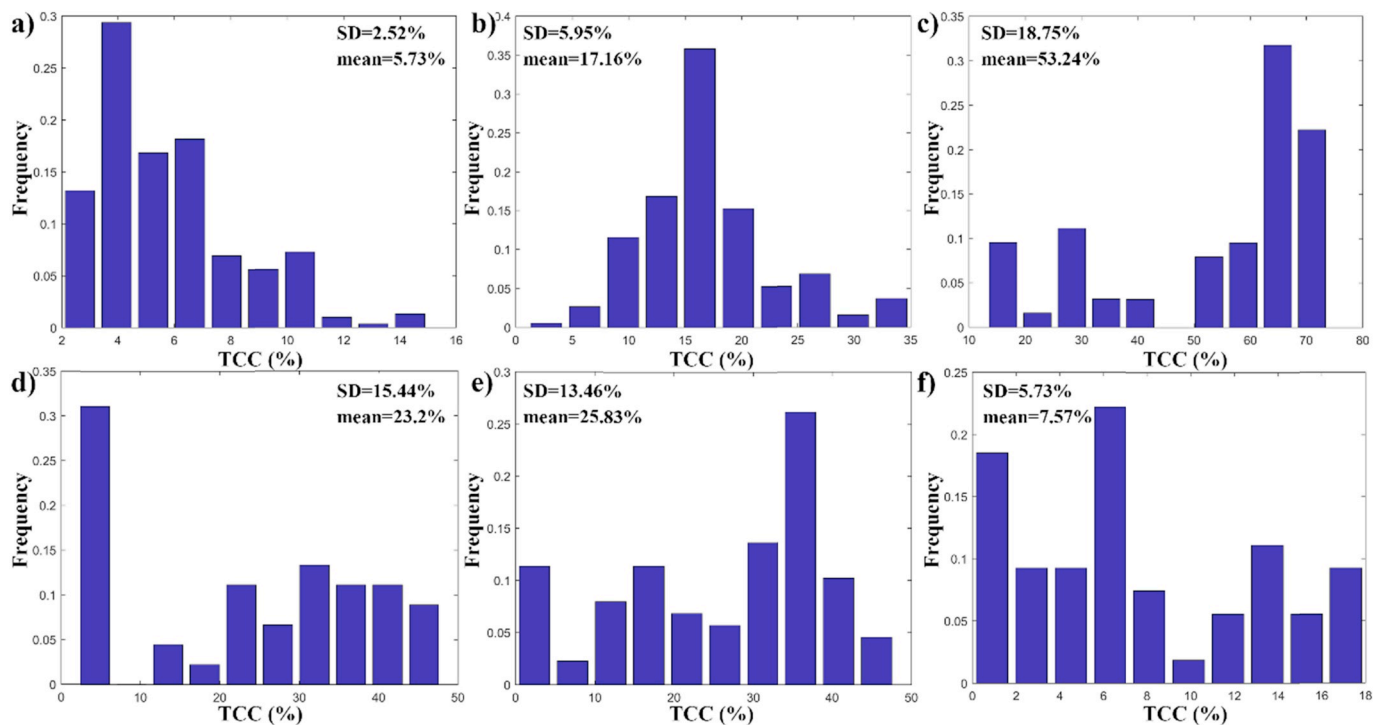 a)
SD=2.52%
mean=5.73%
Frequency
0.3
0.25
0.2
0.15
0.1
0.05
0
2 4 6 8 10 12 14 16
TCC (%)
b)
SD=5.95%
mean=17.16%
Frequency
0.4
0.35
0.3
0.25
0.2
0.15
0.1
0.05
0
0 5 10 15 20 25 30 35
TCC (%)
c)
SD=18.75%
mean=53.24%
Frequency
0.35
0.3
0.25
0.2
0.15
0.1
0.05
0
10 20 30 40 50 60 70 80
TCC (%)
d)
SD=15.44%
mean=23.2%
Frequency
0.35
0.3
0.25
0.2
0.15
0.1
0.05
0
0 10 20 30 40 50
TCC (%)
e)
SD=13.46%
mean=25.83%
Frequency
0.3
0.25
0.2
0.15
0.1
0.05
0
0 10 20 30 40 50
TCC (%)
f)
SD=5.73%
mean=7.57%
Frequency
0.25
0.2
0.15
0.1
0.05
0
0 2 4 6 8 10 12 14 16 18
TCC (%)